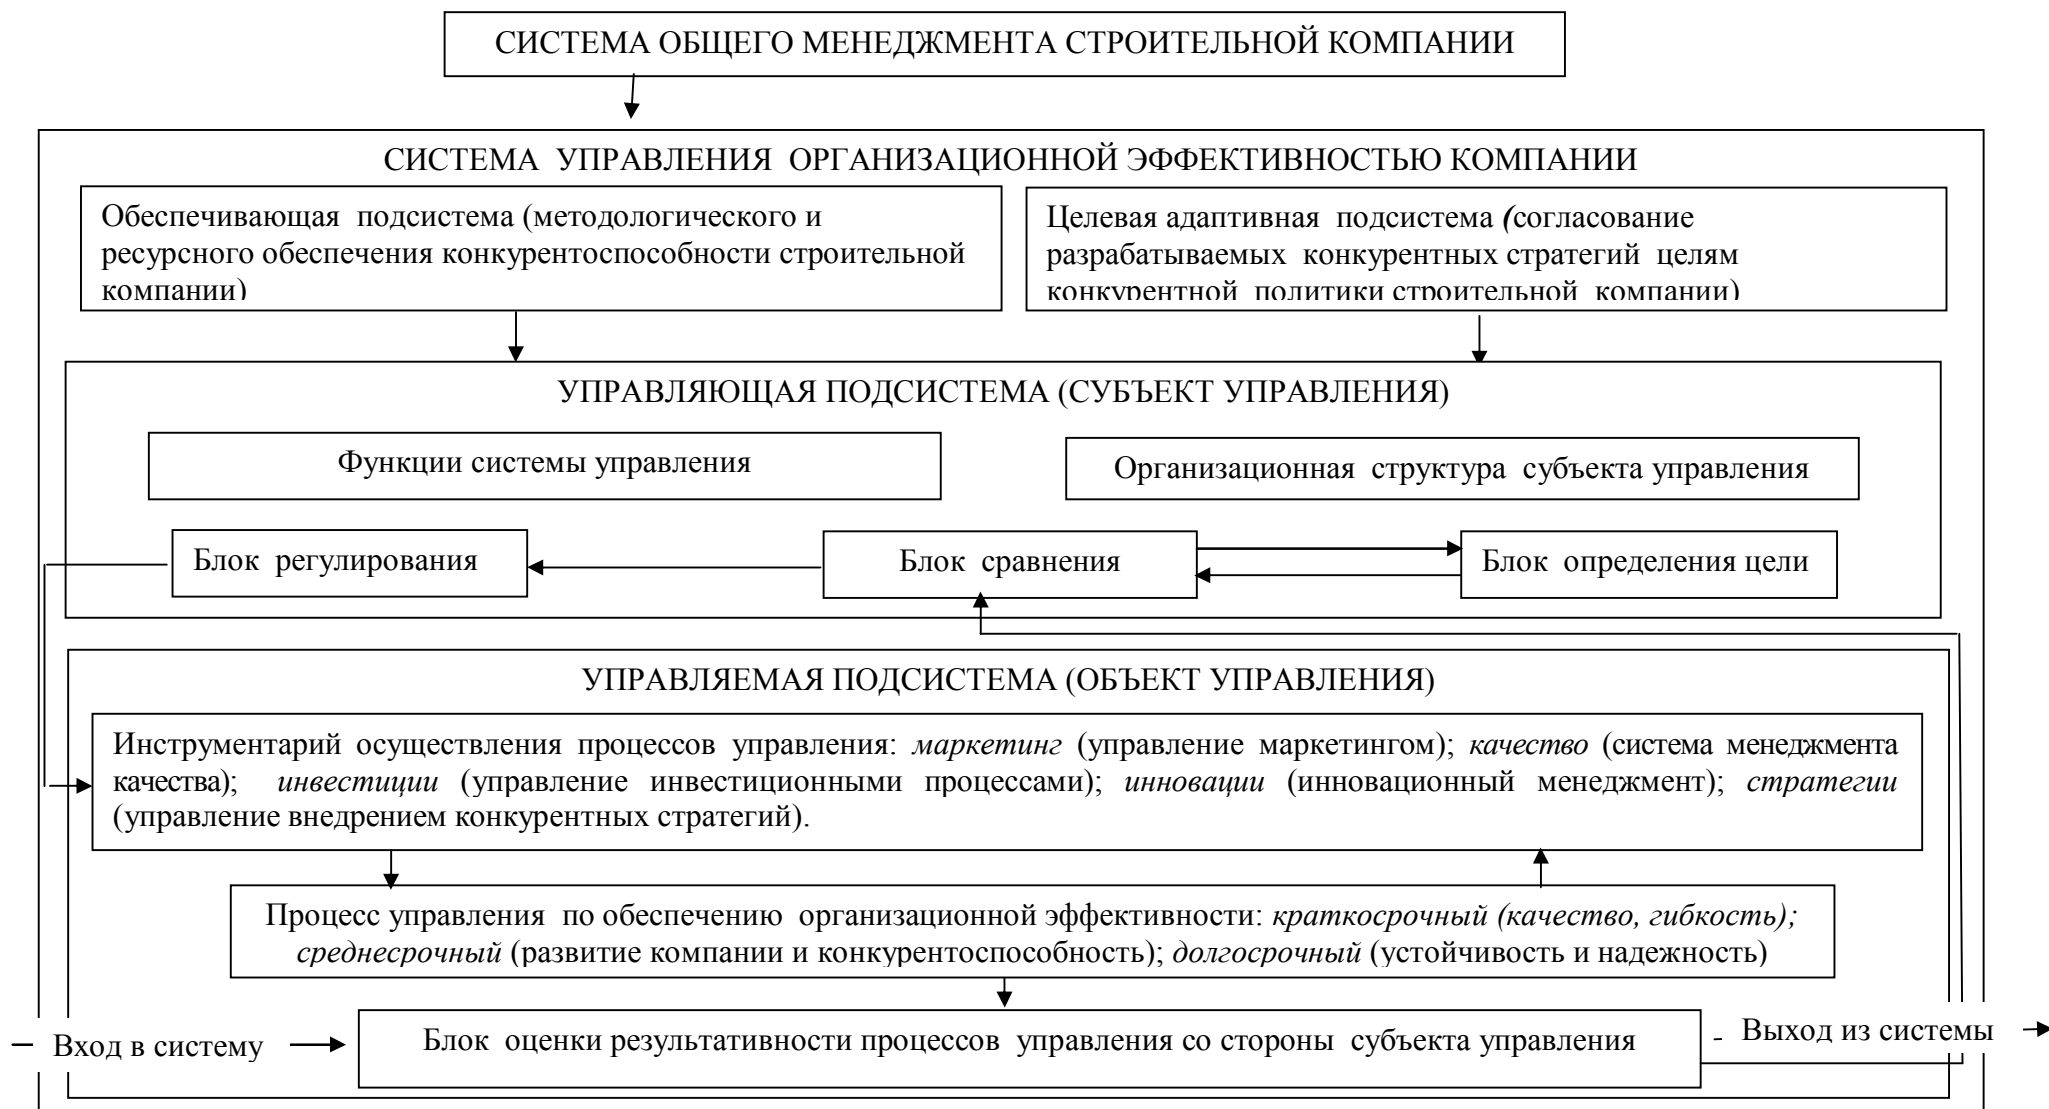 СИСТЕМА ОБЩЕГО МЕНЕДЖМЕНТА СТРОИТЕЛЬНОЙ КОМПАНИИ
СИСТЕМА УПРАВЛЕНИЯ ОРГАНИЗАЦИОННОЙ ЭФФЕКТИВНОСТЬЮ КОМПАНИИ
Обеспечивающая подсистема (методологического и
ресурсного обеспечения конкурентоспособности строительной
компании)
Целевая адаптивная подсистема (согласование
разрабатываемых конкурентных стратегий целям
конкурентной политики строительной компании)
УПРАВЛЯЮЩАЯ ПОДСИСТЕМА (СУБЪЕКТ УПРАВЛЕНИЯ)
Функции системы управления
Организационная структура субъекта управления
Блок регулирования
Блок сравнения
Блок определения цели
УПРАВЛЯЕМАЯ ПОДСИСТЕМА (ОБЪЕКТ УПРАВЛЕНИЯ)
Инструментарий осуществления процессов управления: маркетинг (управление маркетингом); качество (система менеджмента
качества); инвестиции (управление инвестиционными процессами); инновации (инновационный менеджмент); стратегии
(управление внедрением конкурентных стратегий).
Процесс управления по обеспечению организационной эффективности: краткосрочный (качество, гибкость);
среднесрочный (развитие компании и конкурентоспособность); долгосрочный (устойчивость и надежность)
Вход в систему
Блок оценки результативности процессов управления со стороны субъекта управления
Выход из системы